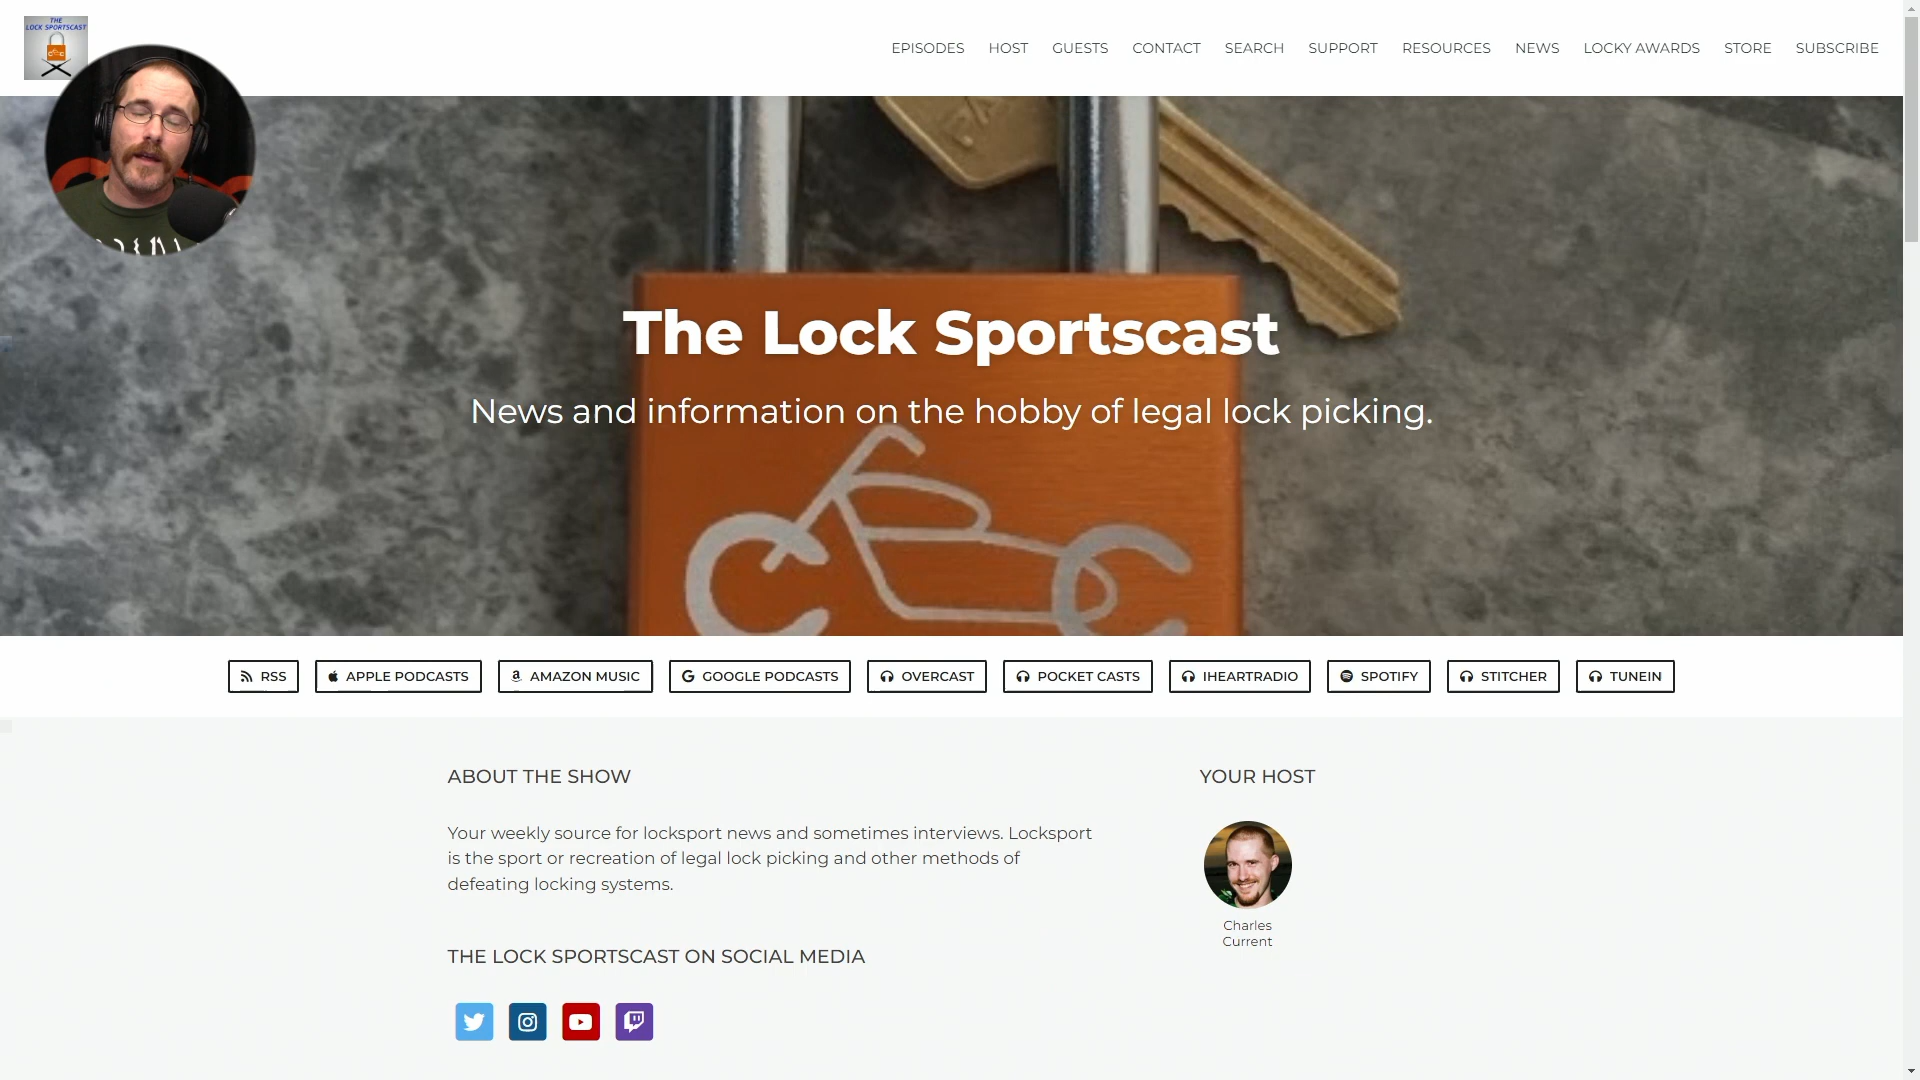 THE
LOCK SPORTSCAST
EPISODES HOST GUESTS CONTACT SEARCH SUPPORT RESOURCES NEWS LOCKY AWARDS STORE SUBSCRIBE
The Lock Sportscast
News and information on the hobby of legal lock picking.
RSS APPLE PODCASTS AMAZON MUSIC GOOGLE PODCASTS OVERCAST POCKET CASTS IHEARTRADIO SPOTIFY STITCHER TUNEIN
ABOUT THE SHOW
Your weekly source for locksport news and sometimes interviews. Locksport
is the sport or recreation of legal lock picking and other methods of
defeating locking systems.
THE LOCK SPORTSCAST ON SOCIAL MEDIA
YOUR HOST
Charles
Current